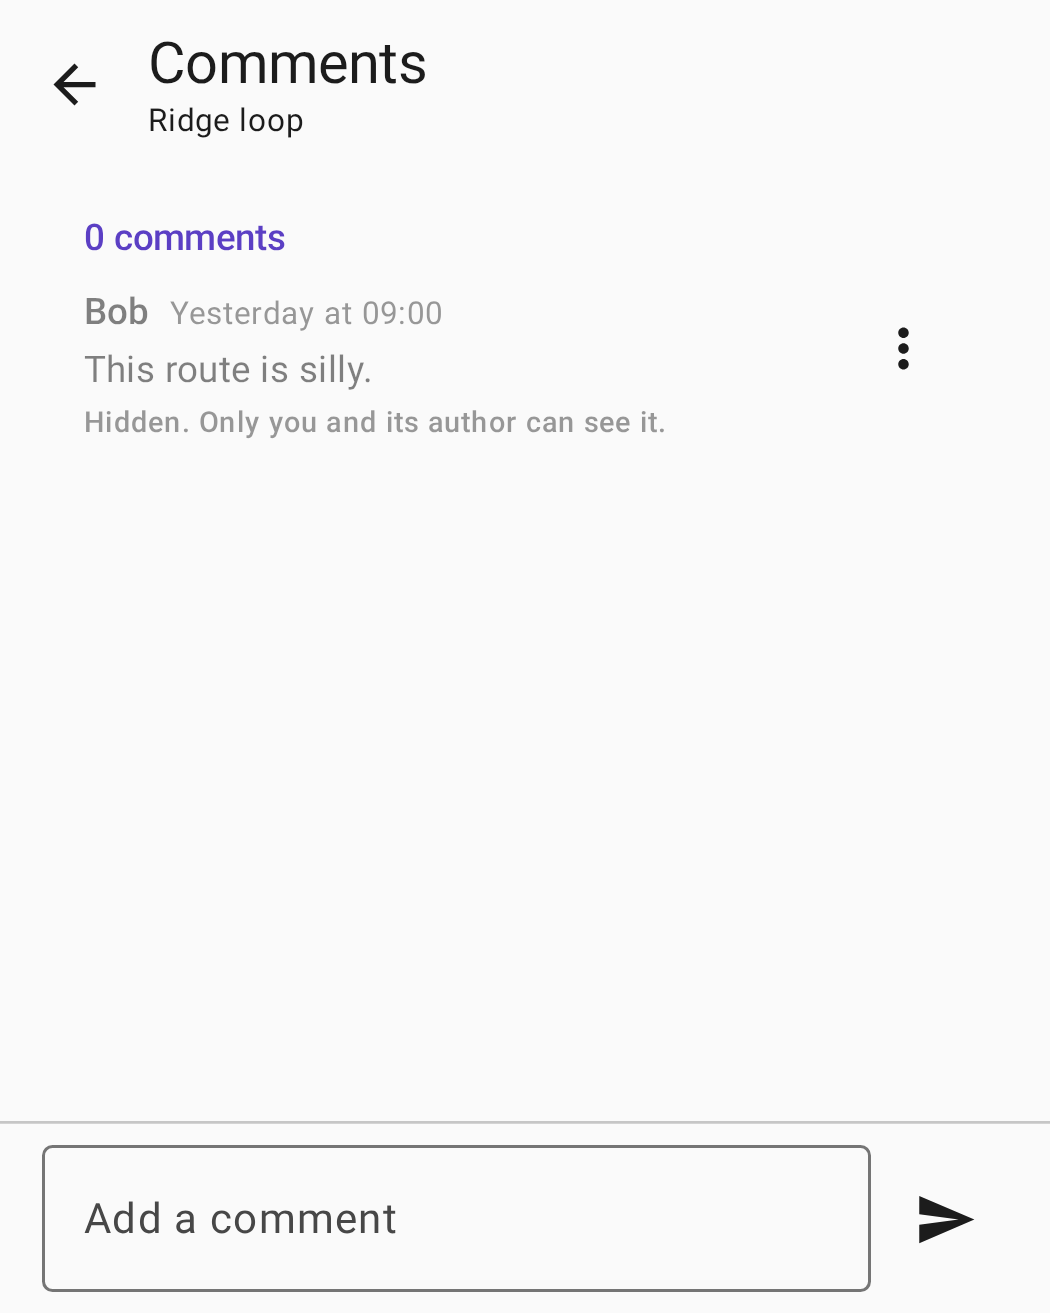 Comments
Ridge loop
0 comments
Bob Yesterday at 09:00
This route is silly.
Hidden. Only you and its author can see it.
Add a comment